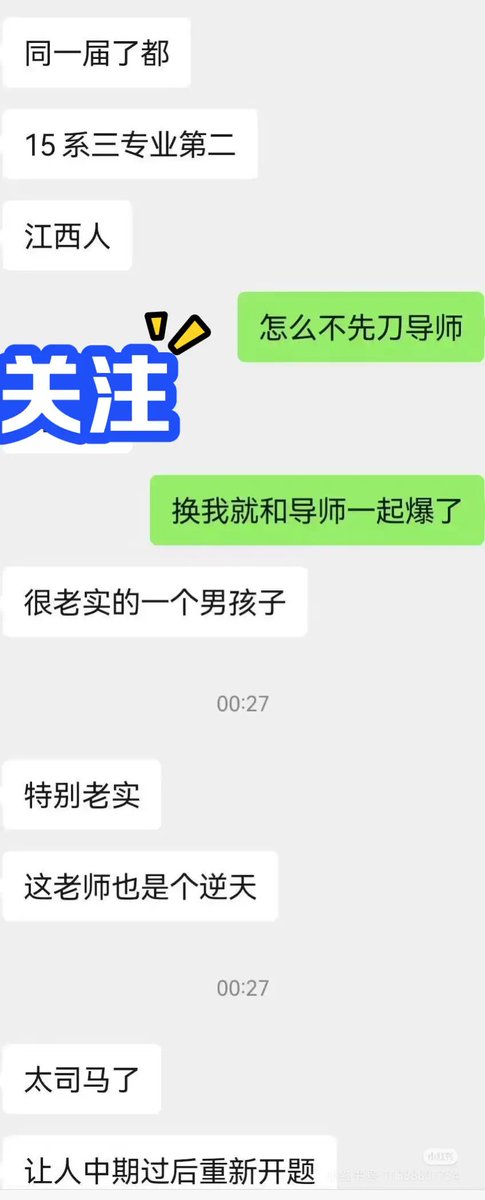 同一届了都
15系三专业第二
江西人
怎么不先刀导师
关注
换我就和导师一起爆了
很老实的一个男孩子
00:27
特别老实
这老师也是个逆天
00:27
太司马了
让人中期过后重新开题
小红书